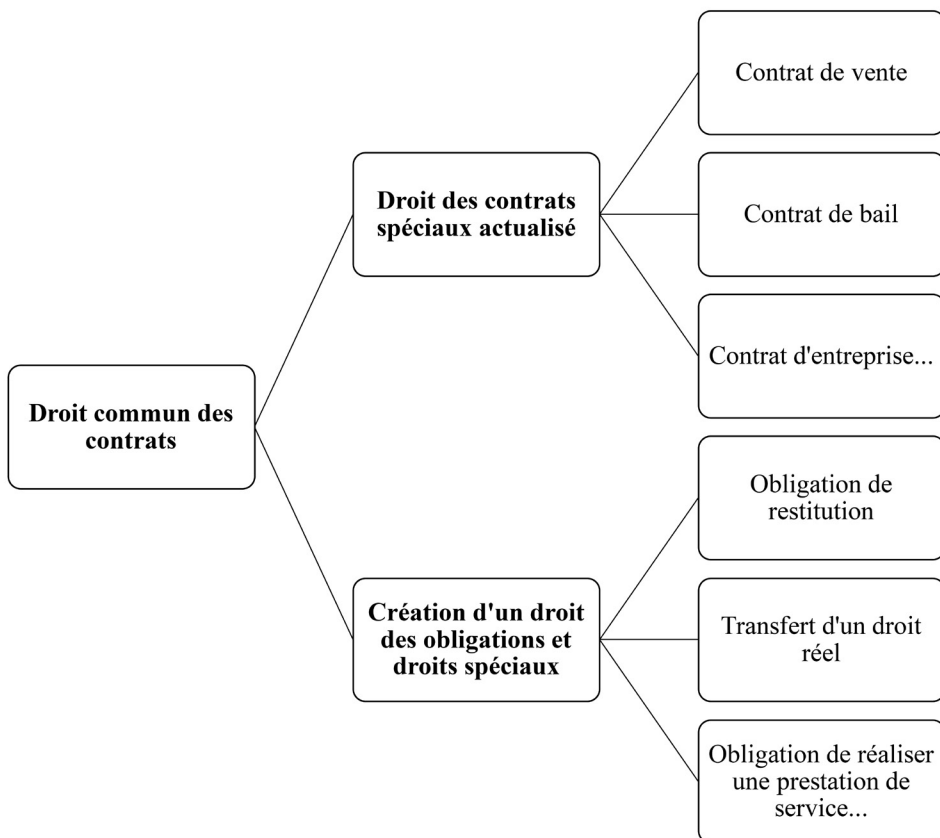 Contrat de vente
Droit des contrats
spéciaux actualisé
Contrat de bail
Contrat d'entreprise...
Droit commun des
contrats
Obligation de
restitution
Création d'un droit
des obligations et
droits spéciaux
Transfert d'un droit
réel
Obligation de réaliser
une prestation de
service...